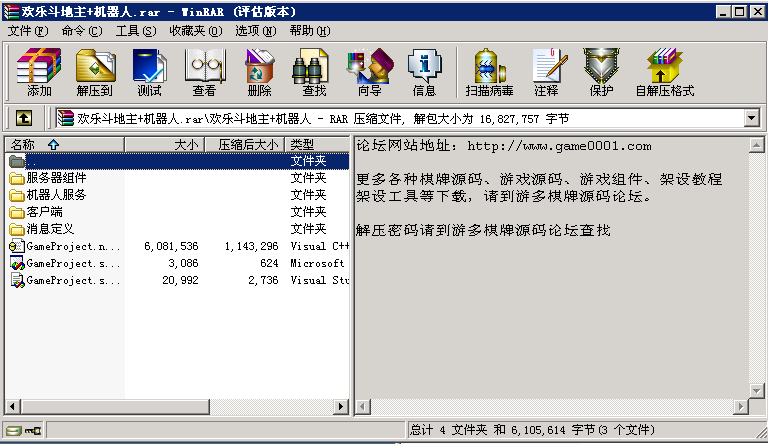 欢乐斗地主+机器人.rar - WinRAR (评估版本)
文件(F) 命令(C) 工具(S) 收藏夹(O) 选项(N) 帮助(H)
添加 解压到 测试 查看 删除 查找 向导 信息 扫描病毒 注释 保护 自解压格式
欢乐斗地主+机器人.rar\欢乐斗地主+机器人 - RAR 压缩文件, 解包大小为 16,827,757 字节
名称 大小 压缩后大小 类型
.. 文件夹
服务器组件 文件夹
机器人服务 文件夹
客户端 文件夹
消息定义 文件夹
GameProject.n... 6,081,536 1,143,296 Visual C++
GameProject.s... 3,086 624 Microsoft
GameProject.s... 20,992 2,736 Visual Stu
论坛网站地址: http://www.game0001.com
更多各种棋牌源码、游戏源码、游戏组件、架设教程
架设工具等下载，请到游多棋牌源码论坛。
解压密码请到游多棋牌源码论坛查找
总计 4 文件夹 和 6,105,614 字节(3 个文件)